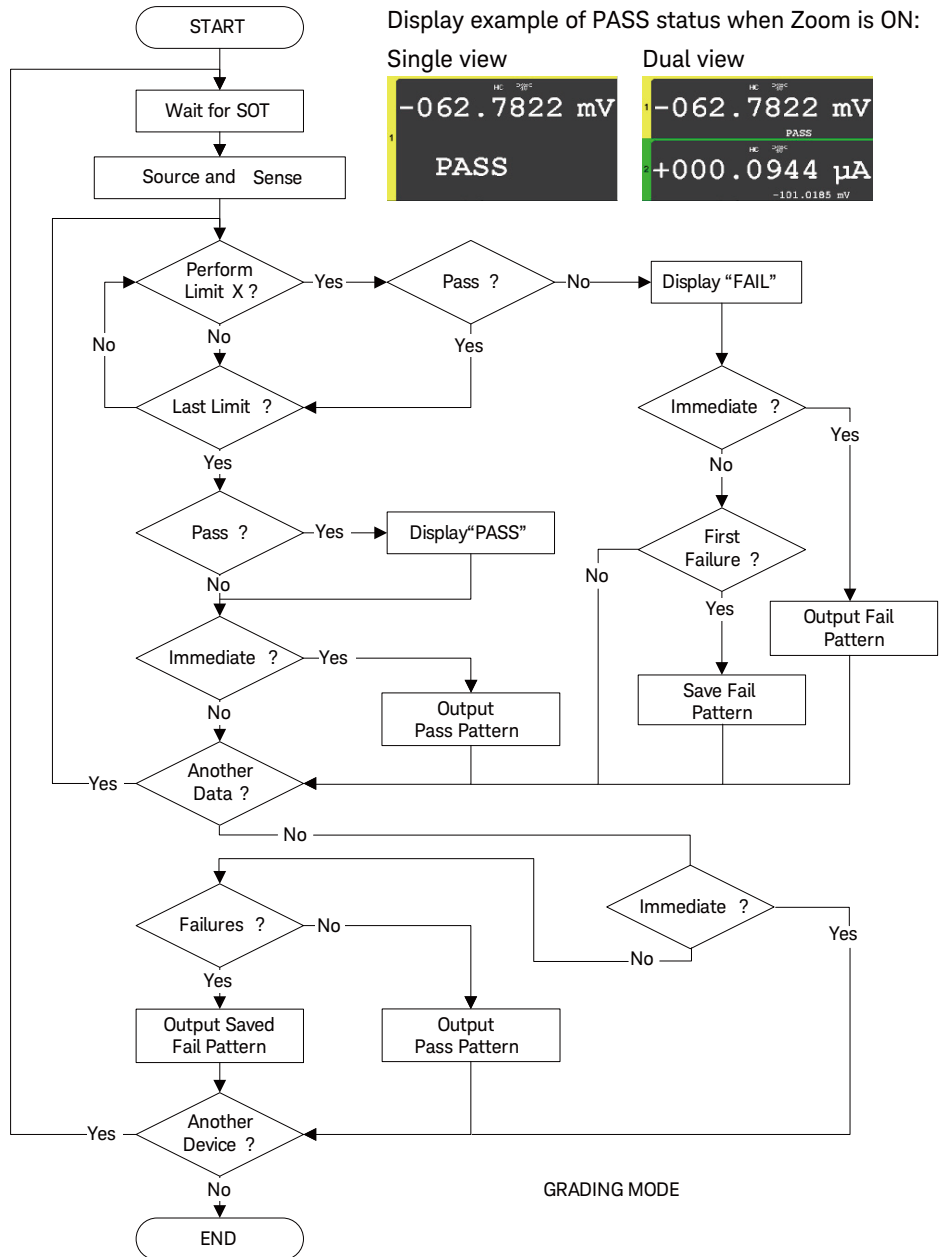 START
Display example of PASS status when Zoom is ON:
Single view
Dual view
Wait for SOT
HC
-062.7822 mV
1
PASS
HC
1
-062.7822 mV
PASS
HC
2
+000.0944 µA
-101.0185 mV
Source and Sense
Perform
Limit X ?
Yes
Pass ?
No
Display “FAIL”
No
No
Yes
Last Limit ?
Immediate ?
Yes
Yes
No
Pass ?
Yes
Display“PASS”
First
Failure ?
No
No
Yes
Immediate ?
Yes
Output Fail
Pattern
No
Output
Pass Pattern
Save Fail
Pattern
Yes
Another
Data ?
No
Failures ?
No
Immediate ?
Yes
No
Yes
Output Saved
Fail Pattern
Output
Pass Pattern
Yes
Another
Device ?
No
GRADING MODE
END